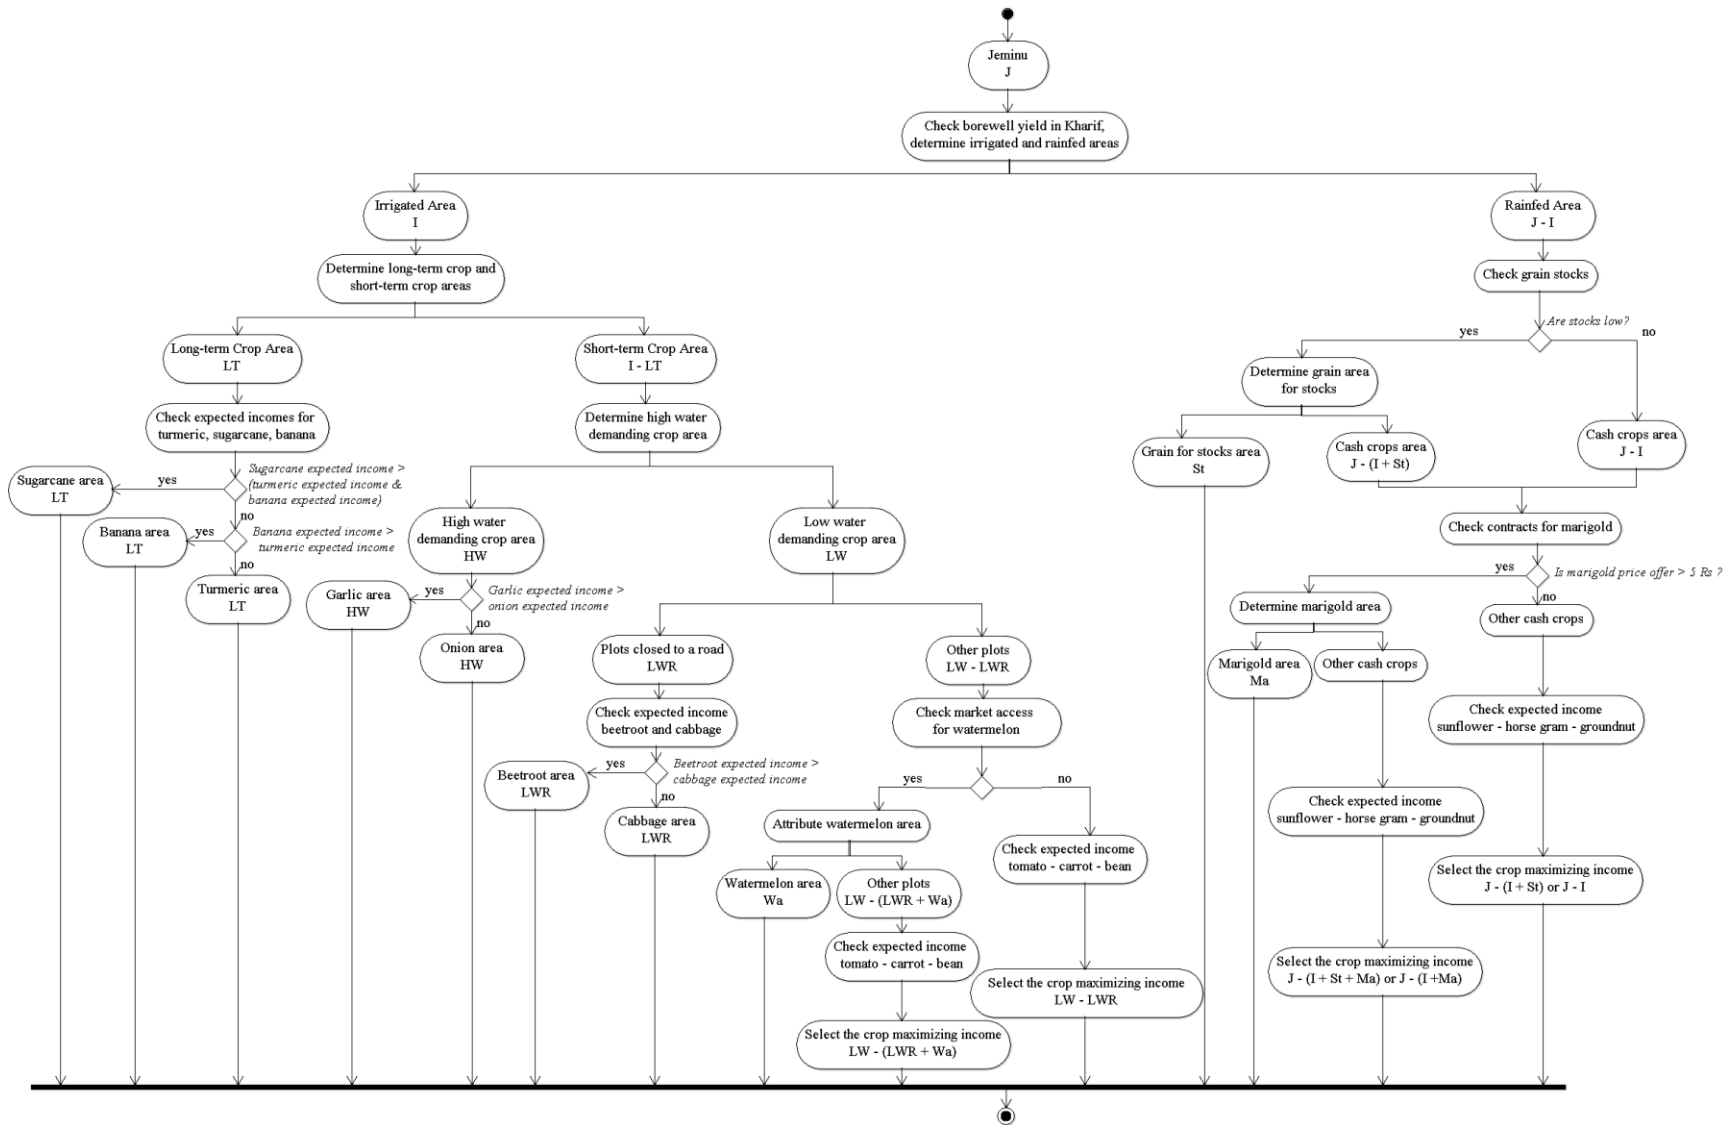 Jeminu
J
Check borewell yield in Kharif,
determine irrigated and rainfed areas
Irrigated Area
I
Rainfed Area
J - I
Determine long-term crop and
short-term crop areas
Check grain stocks
Are stocks low?
yes
no
Long-term Crop Area
LT
Short-term Crop Area
I - LT
Determine grain area
for stocks
Check expected incomes for
turmeric, sugarcane, banana
Determine high water
demanding crop area
Grain for stocks area
St
Cash crops area
J - (I + St)
Cash crops area
J - I
Sugarcane area
LT
yes
Sugarcane expected income >
(turmeric expected income &
banana expected income)
no
Banana area
LT
yes
Banana expected income >
turmeric expected income
no
Turmeric area
LT
High water
demanding crop area
HW
Low water
demanding crop area
LW
Check contracts for marigold
yes
Is marigold price offer > 5 Rs ?
no
Garlic area
HW
yes
Garlic expected income >
onion expected income
no
Onion area
HW
Determine marigold area
Other cash crops
Plots closed to a road
LWR
Other plots
LW - LWR
Marigold area
Ma
Other cash crops
Check expected income
beetroot and cabbage
Check market access
for watermelon
Check expected income
sunflower - horse gram - groundnut
Beetroot area
LWR
yes
Beetroot expected income >
cabbage expected income
no
Cabbage area
LWR
yes
no
Attribute watermelon area
Check expected income
tomato - carrot - bean
Check expected income
sunflower - horse gram - groundnut
Watermelon area
Wa
Other plots
LW - (LWR + Wa)
Select the crop maximizing income
J - (I + St) or J - I
Check expected income
tomato - carrot - bean
Select the crop maximizing income
LW - LWR
Select the crop maximizing income
J - (I + St + Ma) or J - (I +Ma)
Select the crop maximizing income
LW - (LWR + Wa)